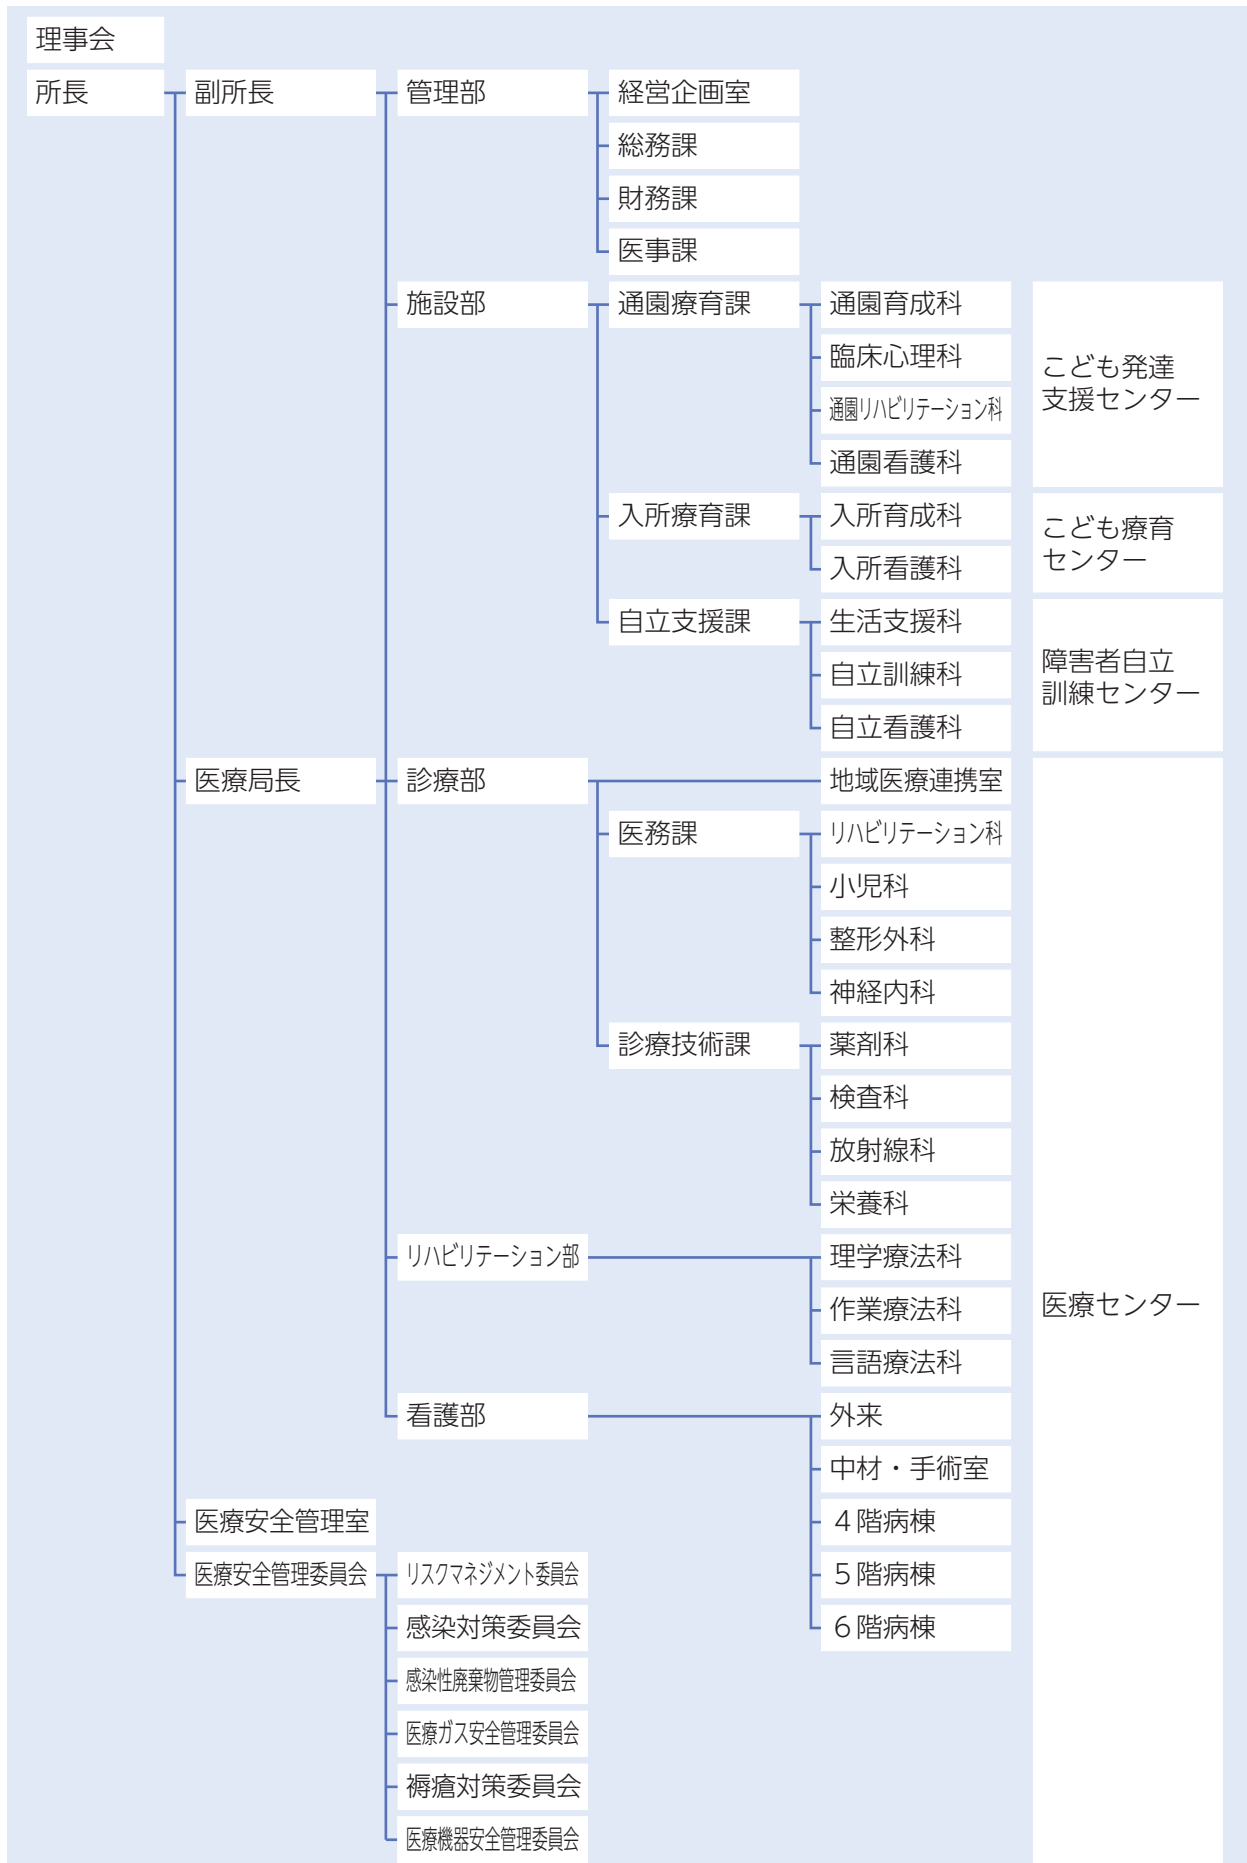 理事会
所長
副所長
管理部
経営企画室
総務課
財務課
医事課
施設部
通園療育課
通園育成科
臨床心理科
通園リハビリテーション科
通園看護科
こども発達
支援センター
入所療育課
入所育成科
入所看護科
こども療育
センター
自立支援課
生活支援科
自立訓練科
自立看護科
障害者自立
訓練センター
医療局長
診療部
地域医療連携室
医務課
リハビリテーション科
小児科
整形外科
神経内科
診療技術課
薬剤科
検査科
放射線科
栄養科
リハビリテーション部
理学療法科
作業療法科
言語療法科
医療センター
看護部
外来
中材・手術室
４階病棟
５階病棟
６階病棟
医療安全管理室
医療安全管理委員会
リスクマネジメント委員会
感染対策委員会
感染性廃棄物管理委員会
医療ガス安全管理委員会
褥瘡対策委員会
医療機器安全管理委員会